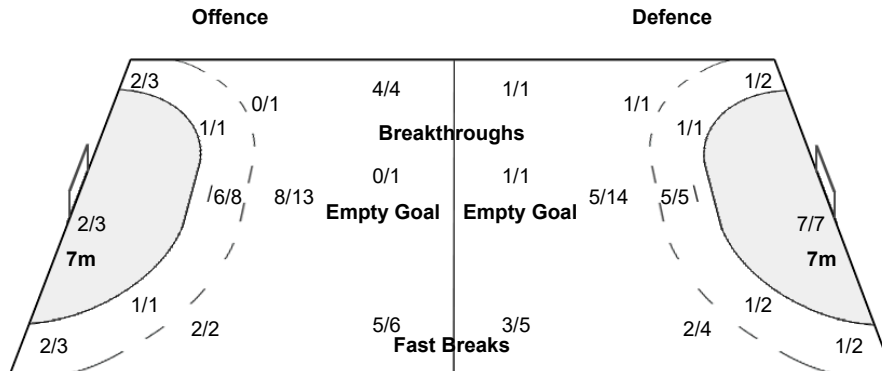 Offence Defence
2/3 4/4 1/1 1/2
0/1 1/1
1/1 Breakthroughs 1/1
0/1 1/1
6/8 8/13 5/14 5/5
Empty Goal Empty Goal
2/3 7/7
7m 7m
1/1 1/2
2/2 5/6 3/5 2/4
2/3 Fast Breaks 1/2